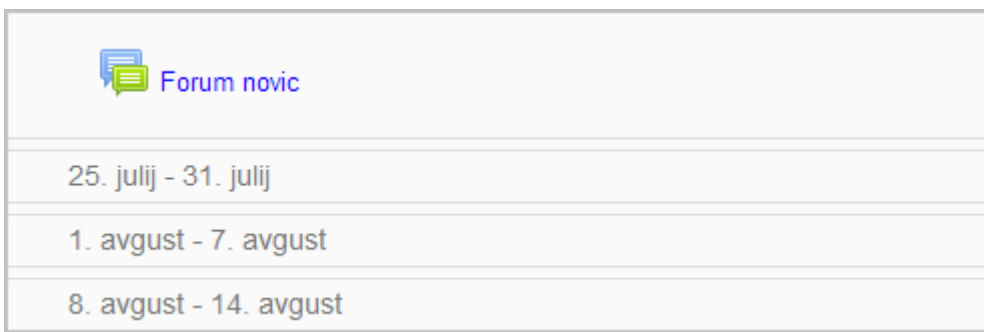 Forum novic
25. julij - 31. julij
1. avgust - 7. avgust
8. avgust - 14. avgust